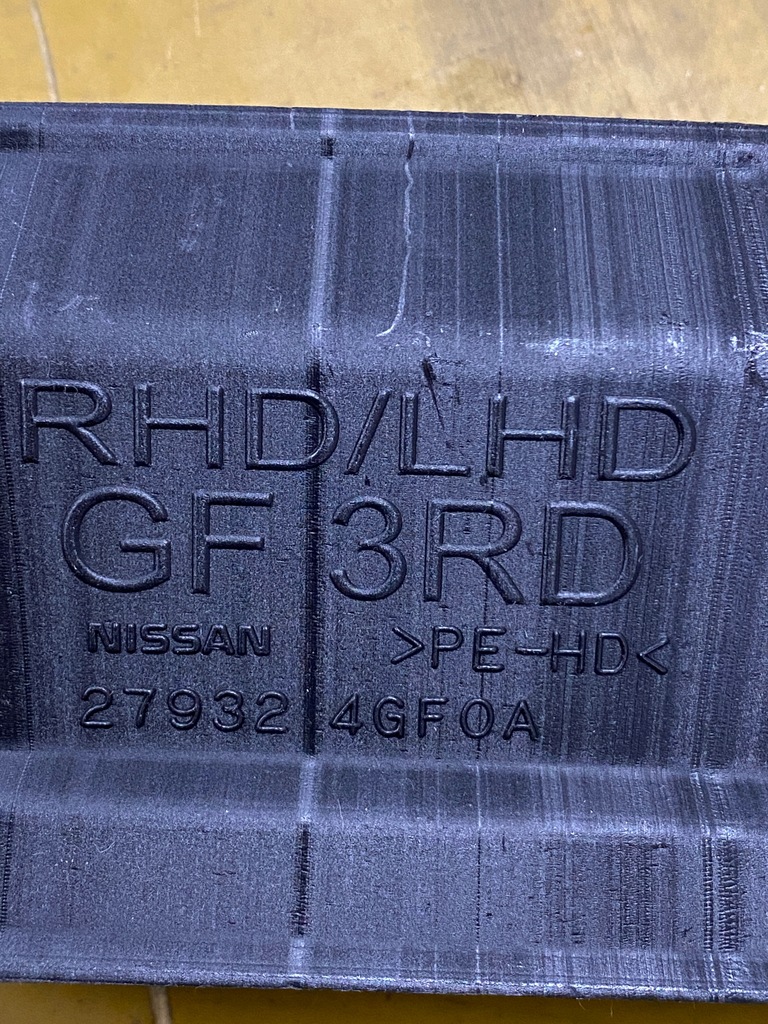 RHD/LHD
GF 3RD
NISSAN >PE-HD<
27932 4GF0A